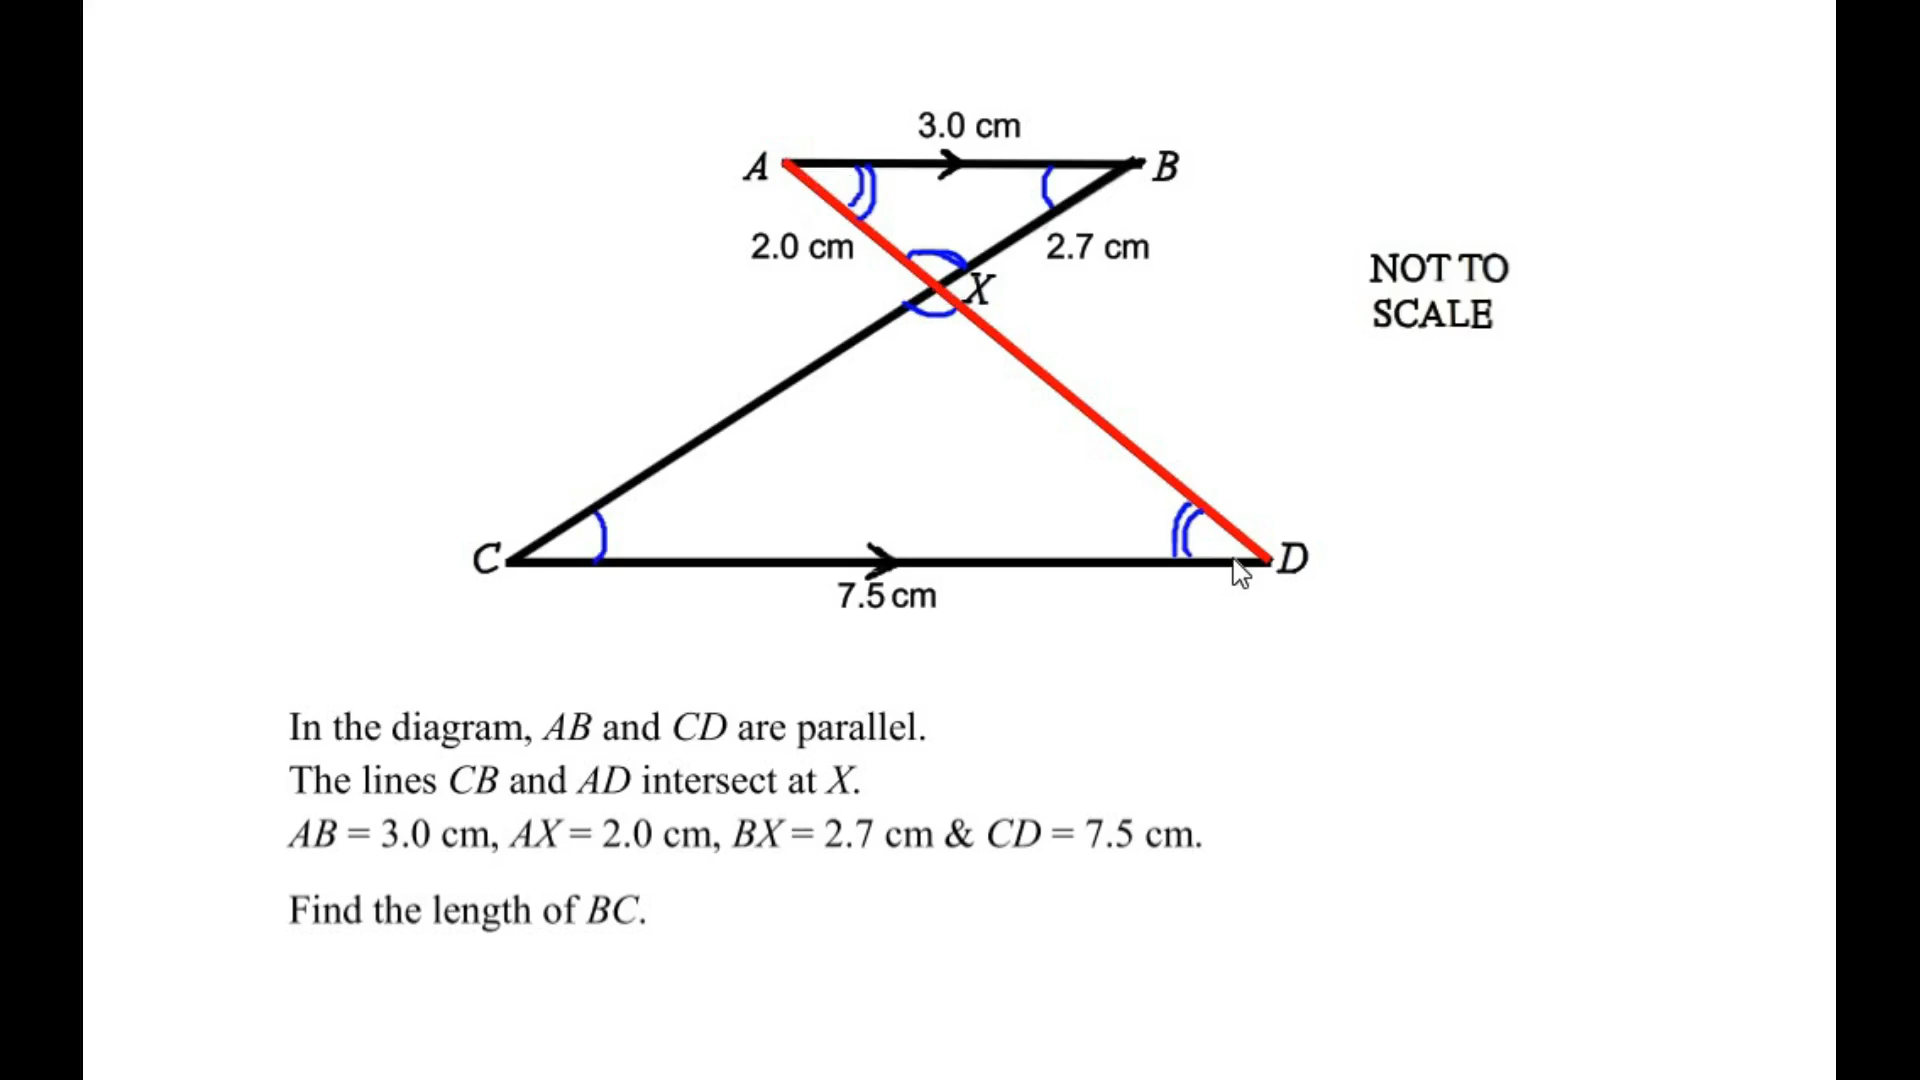 3.0 cm
A
B
2.0 cm
2.7 cm
X
NOT TO
SCALE
C
D
7.5 cm
In the diagram, AB and CD are parallel.
The lines CB and AD intersect at X.
AB = 3.0 cm, AX = 2.0 cm, BX = 2.7 cm & CD = 7.5 cm.
Find the length of BC.